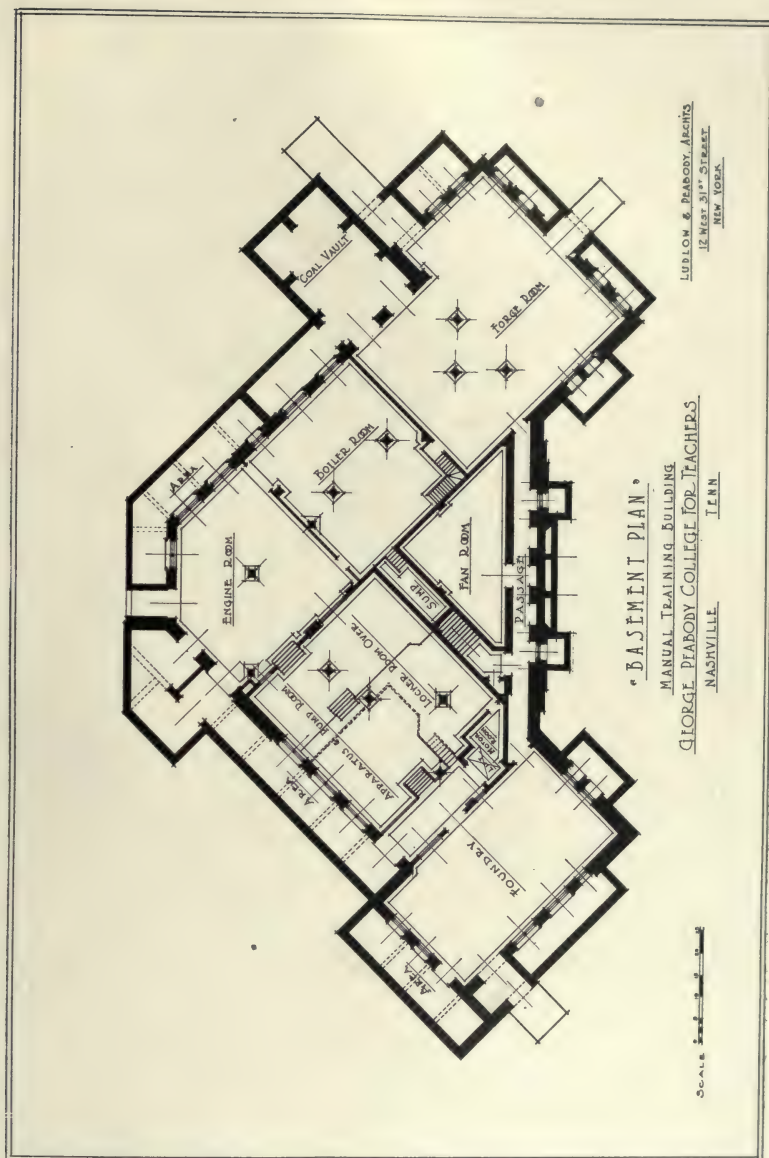 COAL VAULT
FORGE ROOM
BOILER ROOM
AREA
ENGINE ROOM
FAN ROOM
SUMP
PASSAGE
LOCKER ROOM OVER
APPARATUS & PUMP ROOM
AREA
FOUNDRY
AREA
"BASEMENT PLAN"
MANUAL TRAINING BUILDING
GEORGE PEABODY COLLEGE FOR TEACHERS
NASHVILLE TENN
LUDLOW & PEABODY, ARCHTS
12 WEST 31ST STREET
NEW YORK
SCALE